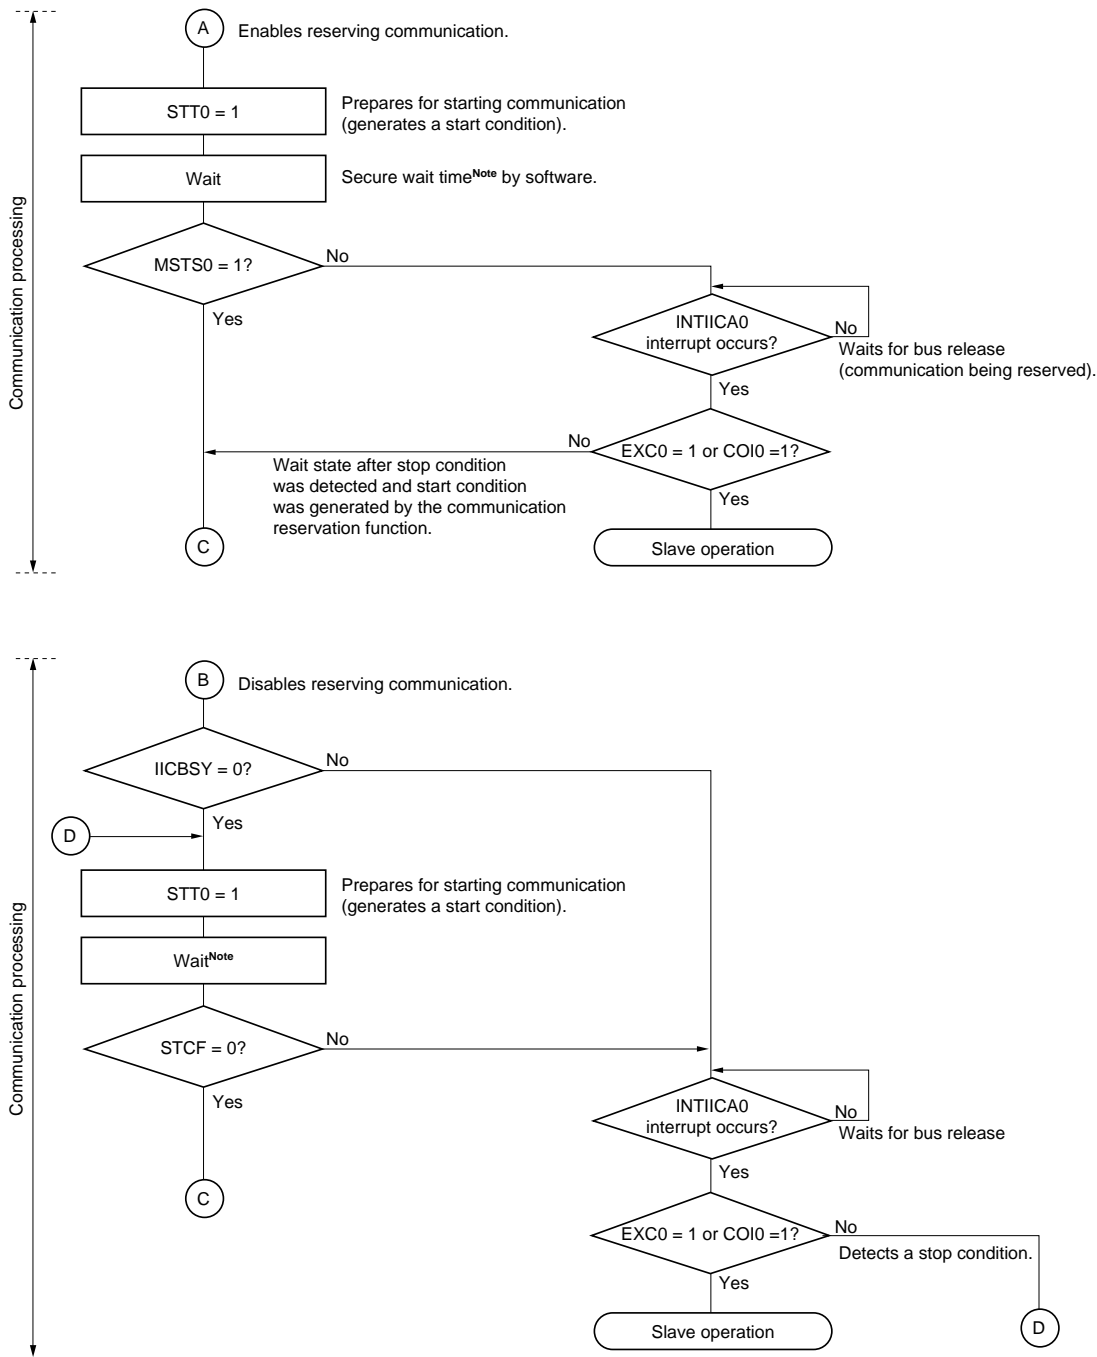 A
Enables reserving communication.
STT0 = 1
Prepares for starting communication
(generates a start condition).
Wait
Secure wait timeNote by software.
MSTS0 = 1?
No
Yes
INTIICA0
interrupt occurs?
No
Waits for bus release
(communication being reserved).
Yes
EXC0 = 1 or COI0 =1?
No
Wait state after stop condition
was detected and start condition
was generated by the communication
reservation function.
Yes
C
Slave operation
Communication processing
B
Disables reserving communication.
IICBSY = 0?
No
Yes
D
STT0 = 1
Prepares for starting communication
(generates a start condition).
WaitNote
STCF = 0?
No
Yes
INTIICA0
interrupt occurs?
No
Waits for bus release
Yes
C
EXC0 = 1 or COI0 =1?
No
Detects a stop condition.
Yes
Slave operation
D
Communication processing